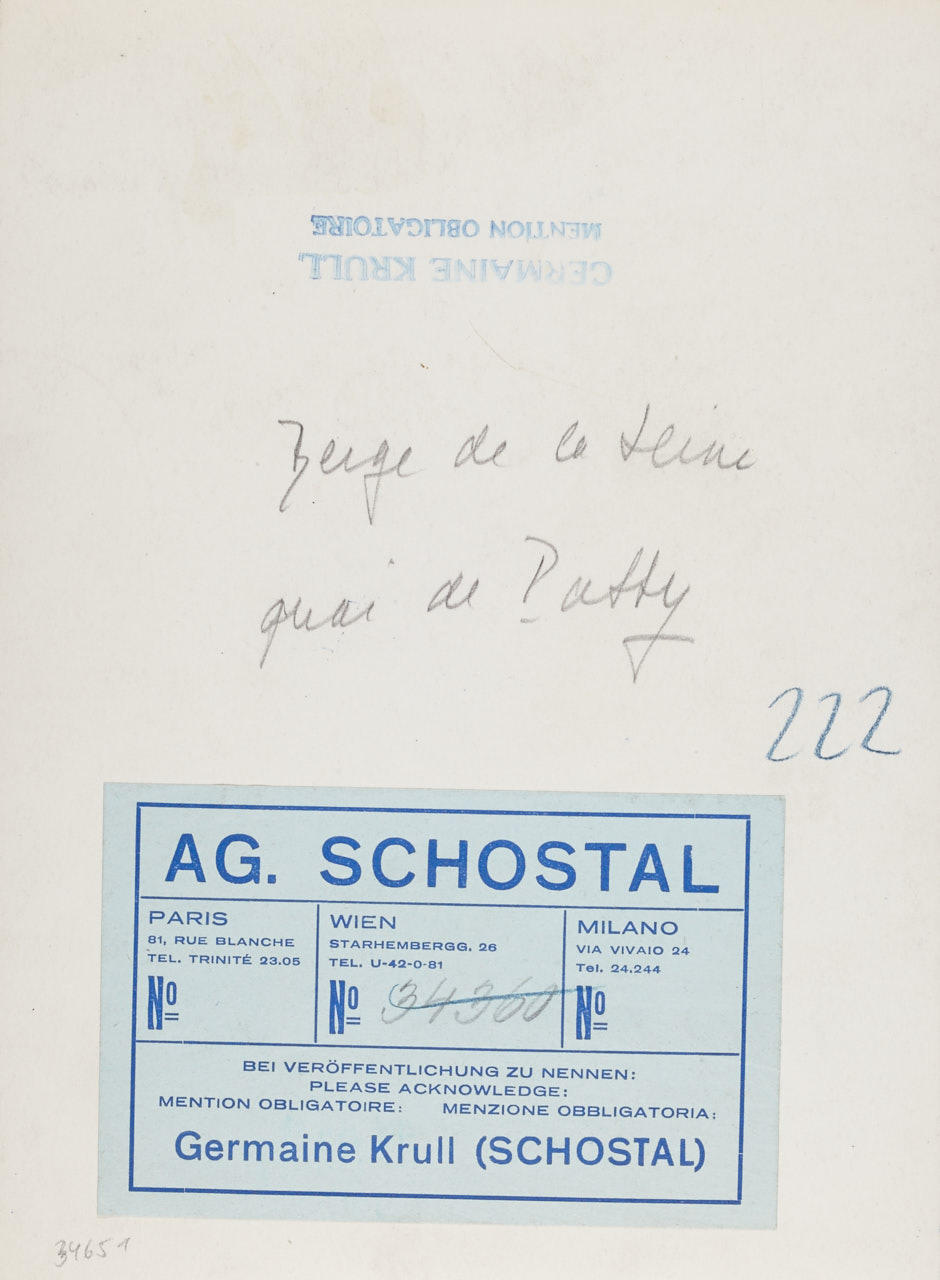 MENTION OBLIGATOIRE
GERMAINE KRULL
Berge de la Seine
quai de Passy
222
AG. SCHOSTAL
PARIS
81, RUE BLANCHE
TEL. TRINITÉ 23.05
Nº
WIEN
STARHEMBERGG. 26
TEL. U-42-0-81
Nº 34360
MILANO
VIA VIVAIO 24
Tel. 24.244
Nº
BEI VERÖFFENTLICHUNG ZU NENNEN:
PLEASE ACKNOWLEDGE:
MENTION OBLIGATOIRE: MENZIONE OBBLIGATORIA:
Germaine Krull (SCHOSTAL)
34651